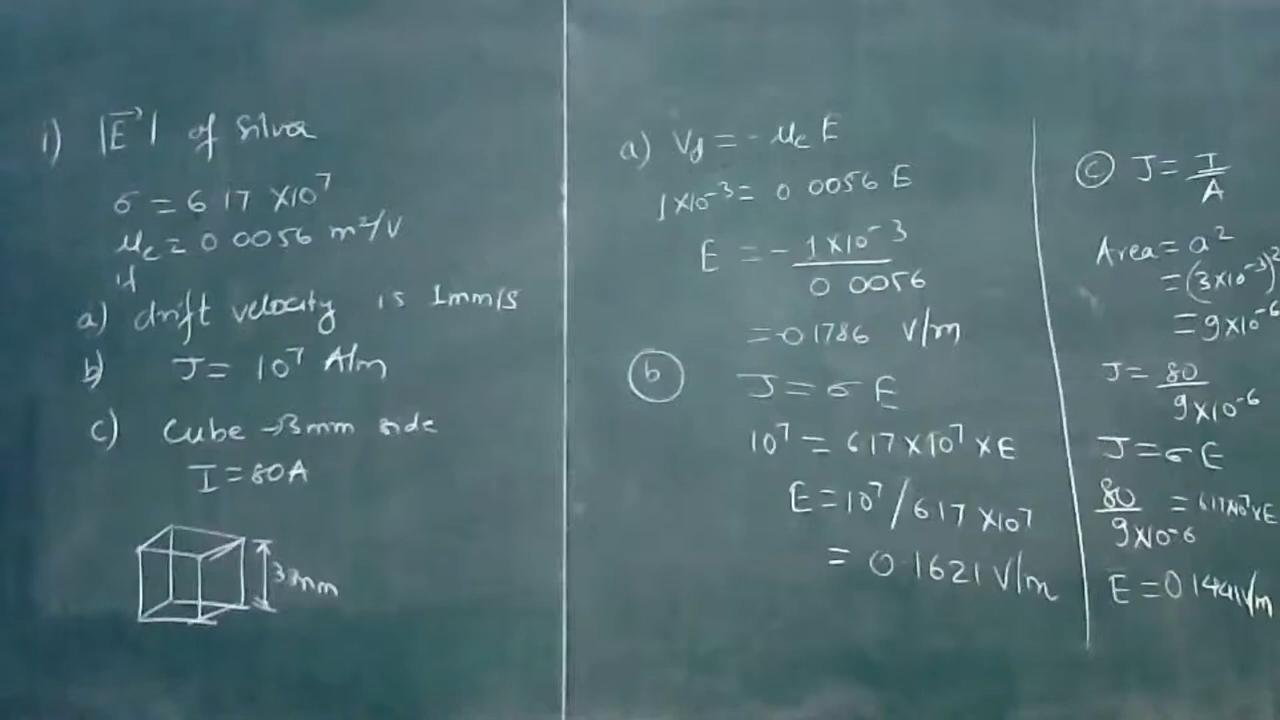 1) |E→| of silver
σ = 6 17 ×10⁷
μc = 0 0056 m²/V
if
a) drift velocity is 1mm/s
b) J = 10⁷ A/m
c) Cube → 3mm side
I = 80A
3mm
a) Vd = - μc E
1×10⁻³ = 0 0056 E
E = - 1×10⁻³ / 0 0056
= -0 1786 V/m
b
J = σ E
10⁷ = 617×10⁷×E
E = 10⁷ / 617 ×10⁷
= 0.1621 V/m
c J = I / A
Area = a²
= (3×10⁻³)²
= 9×10⁻⁶
J = 80 / 9×10⁻⁶
J = σ E
80 / 9×10⁻⁶ = 617×10⁷×E
E = 0 1441 V/m